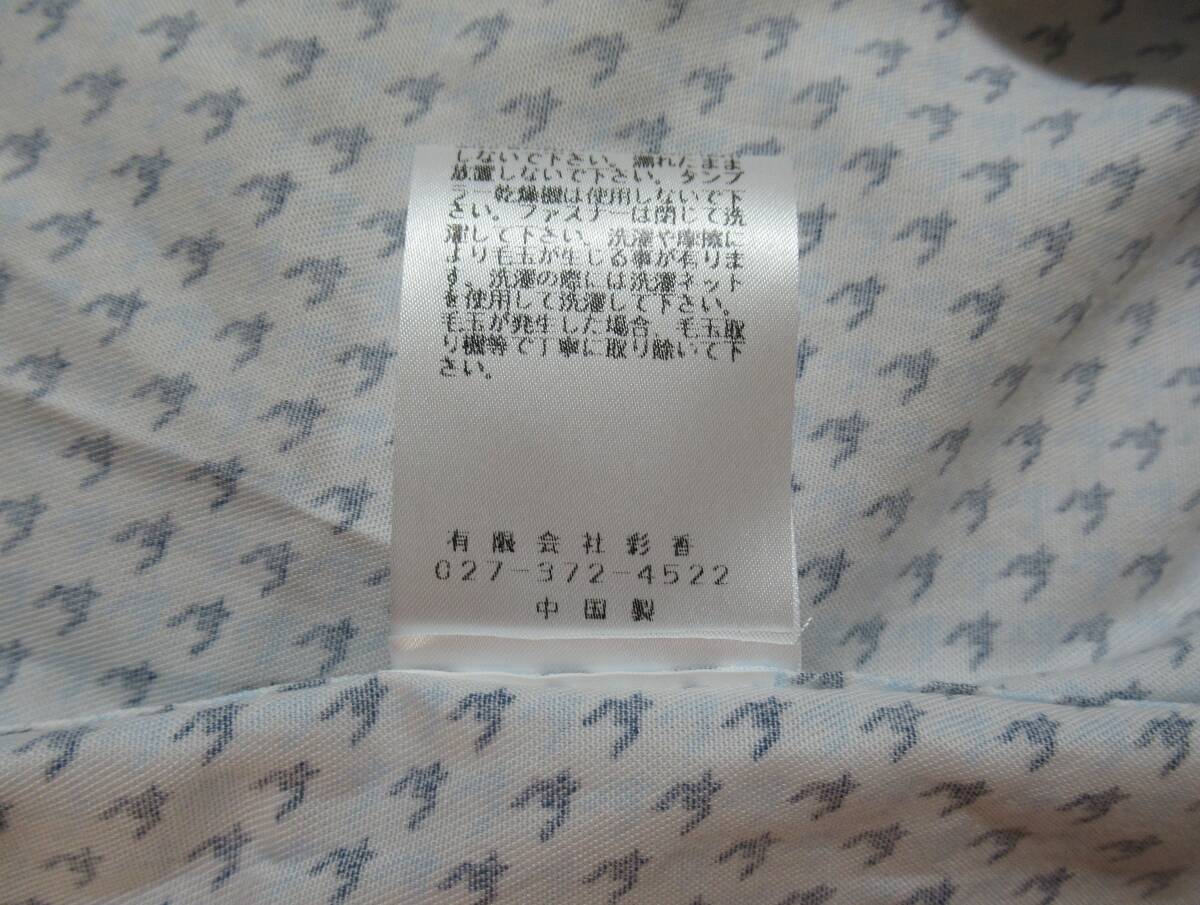 しないで下さい。濡れたまま
放置しないで下さい。タンブ
ラー乾燥機は使用しないで下
さい。ファスナーは閉じて洗
濯して下さい。洗濯や摩擦に
より毛玉が生じる事が有りま
す。洗濯の際には洗濯ネット
を使用して洗濯して下さい。
毛玉が発生した場合、毛玉取
り機等で丁寧に取り除いて下
さい。
有限会社彩香
027-372-4522
中国製